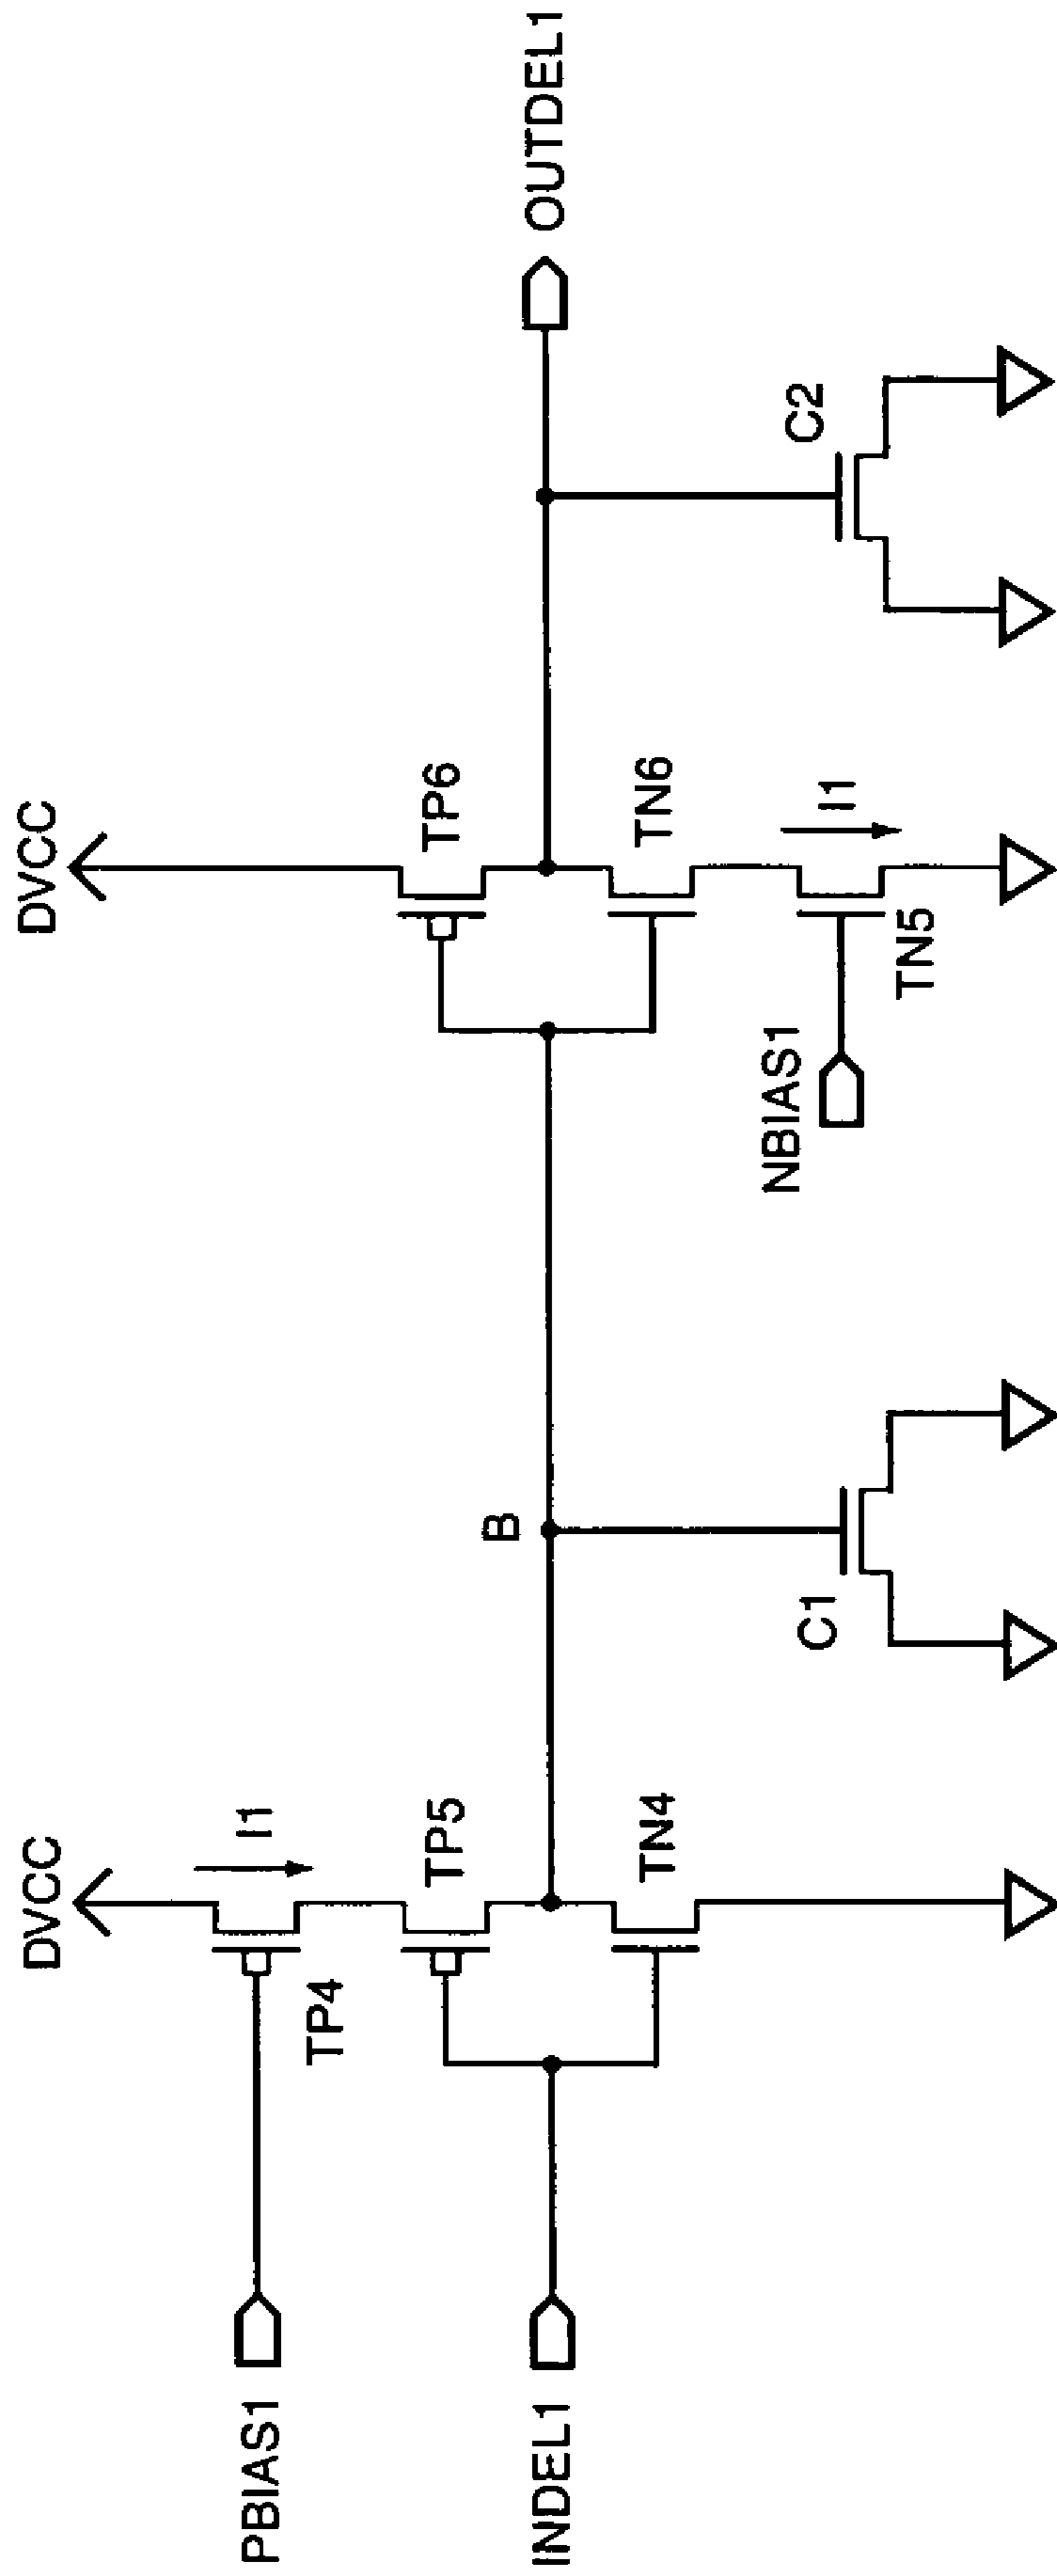 DVCC
DVCC
I1
PBIAS1
TP4
TP5
TP6
B
OUTDEL1
INDEL1
TN4
TN6
C1
C2
NBIAS1
I1
TN5